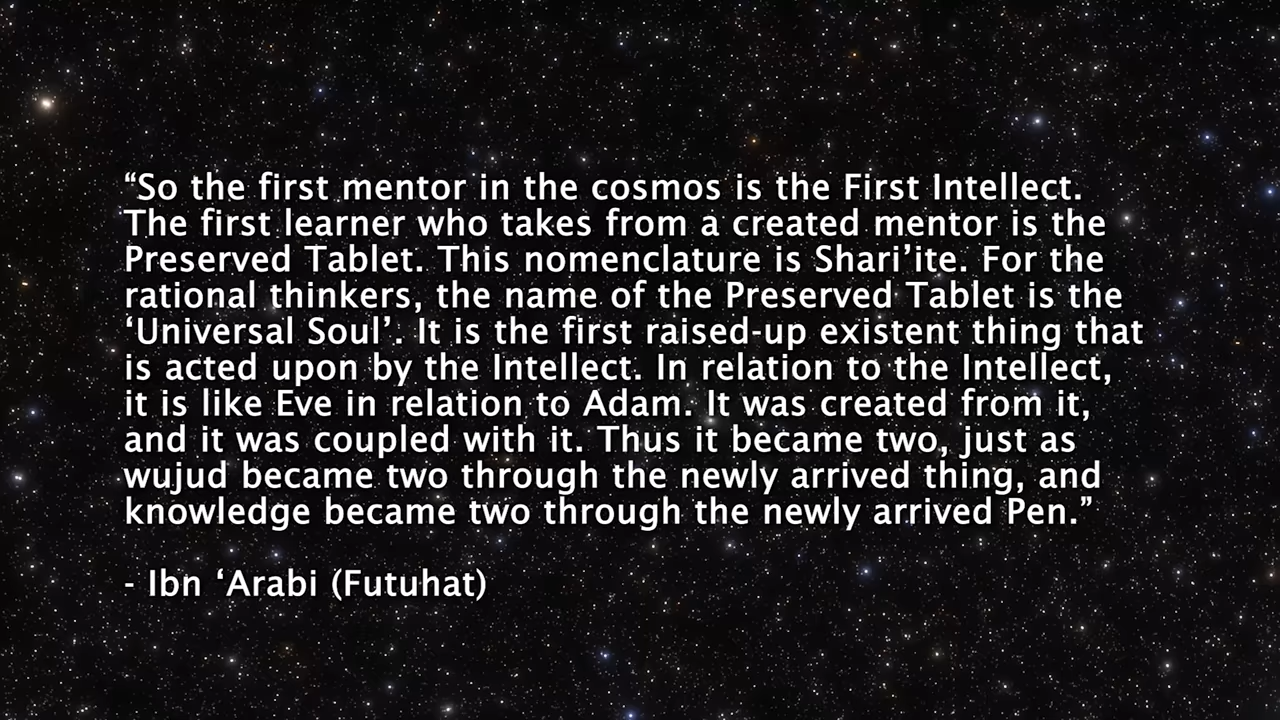 “So the first mentor in the cosmos is the First Intellect.
The first learner who takes from a created mentor is the
Preserved Tablet. This nomenclature is Shari’ite. For the
rational thinkers, the name of the Preserved Tablet is the
‘Universal Soul’. It is the first raised-up existent thing that
is acted upon by the Intellect. In relation to the Intellect,
it is like Eve in relation to Adam. It was created from it,
and it was coupled with it. Thus it became two, just as
wujud became two through the newly arrived thing, and
knowledge became two through the newly arrived Pen.”
- Ibn ‘Arabi (Futuhat)